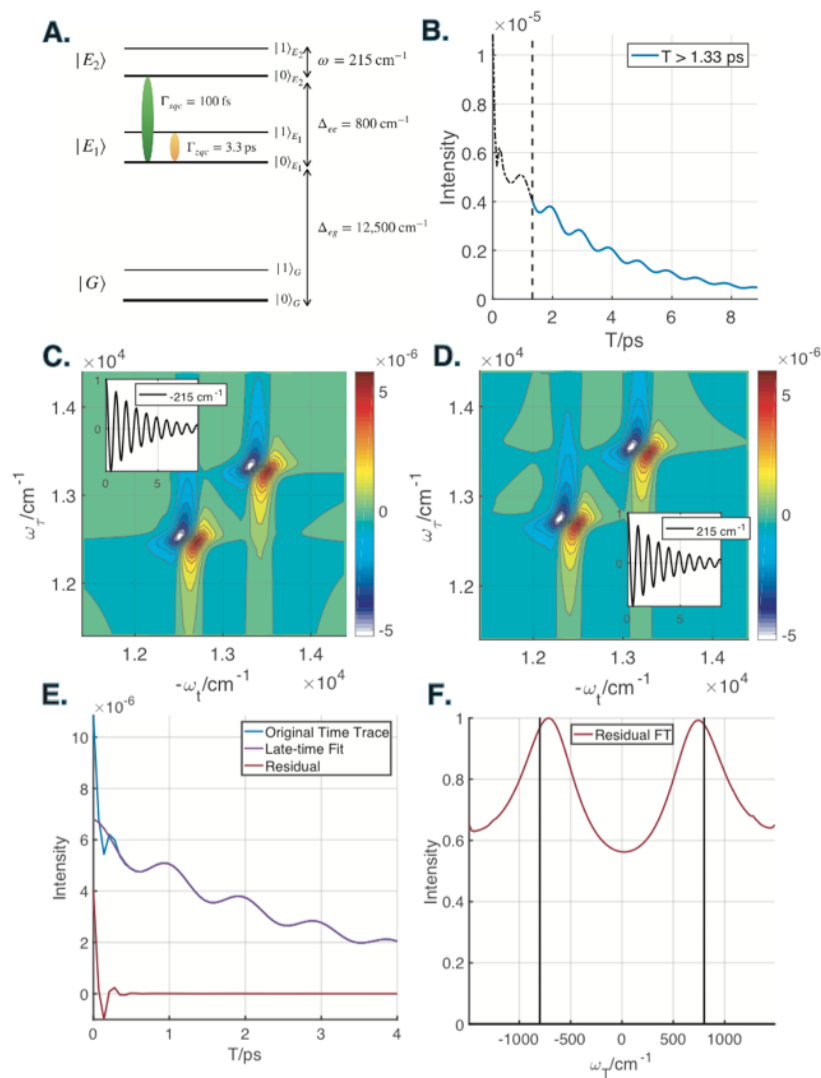 A.
|E₂⟩
|1⟩E₂
|0⟩E₂
ω = 215 cm⁻¹
Γsqc = 100 fs
Δee = 800 cm⁻¹
|E₁⟩
|1⟩E₁
Γzqc = 3.3 ps
|0⟩E₁
Δeg = 12,500 cm⁻¹
|G⟩
|1⟩G
|0⟩G
B.
×10⁻⁵
T > 1.33 ps
1
0.8
0.6
0.4
0.2
0
Intensity
0 2 4 6 8
T/ps
C.
×10⁴
×10⁻⁶
1
0
-215 cm⁻¹
0 5
1.4
1.3
1.2
ωτ/cm⁻¹
1.2 1.3 1.4
-ωt/cm⁻¹
×10⁴
5
0
-5
D.
×10⁴
×10⁻⁶
1.4
1.3
1.2
ωτ/cm⁻¹
1
0
215 cm⁻¹
0 5
1.2 1.3 1.4
-ωt/cm⁻¹
×10⁴
5
0
-5
E.
×10⁻⁶
Original Time Trace
Late-time Fit
Residual
10
8
6
4
2
0
Intensity
0 1 2 3 4
T/ps
F.
Residual FT
1
0.8
0.6
0.4
0.2
0
Intensity
-1000 -500 0 500 1000
ωT/cm⁻¹